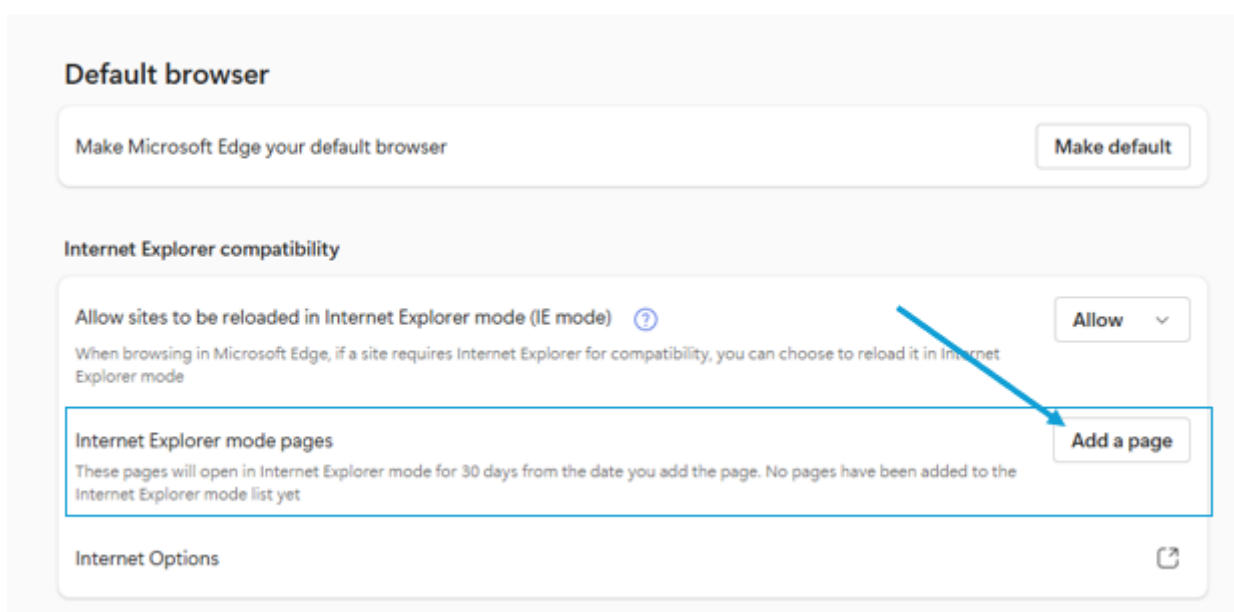 Default browser
Make Microsoft Edge your default browser
Make default
Internet Explorer compatibility
Allow sites to be reloaded in Internet Explorer mode (IE mode) ?
Allow
When browsing in Microsoft Edge, if a site requires Internet Explorer for compatibility, you can choose to reload it in Internet
Explorer mode
Internet Explorer mode pages
Add a page
These pages will open in Internet Explorer mode for 30 days from the date you add the page. No pages have been added to the
Internet Explorer mode list yet
Internet Options